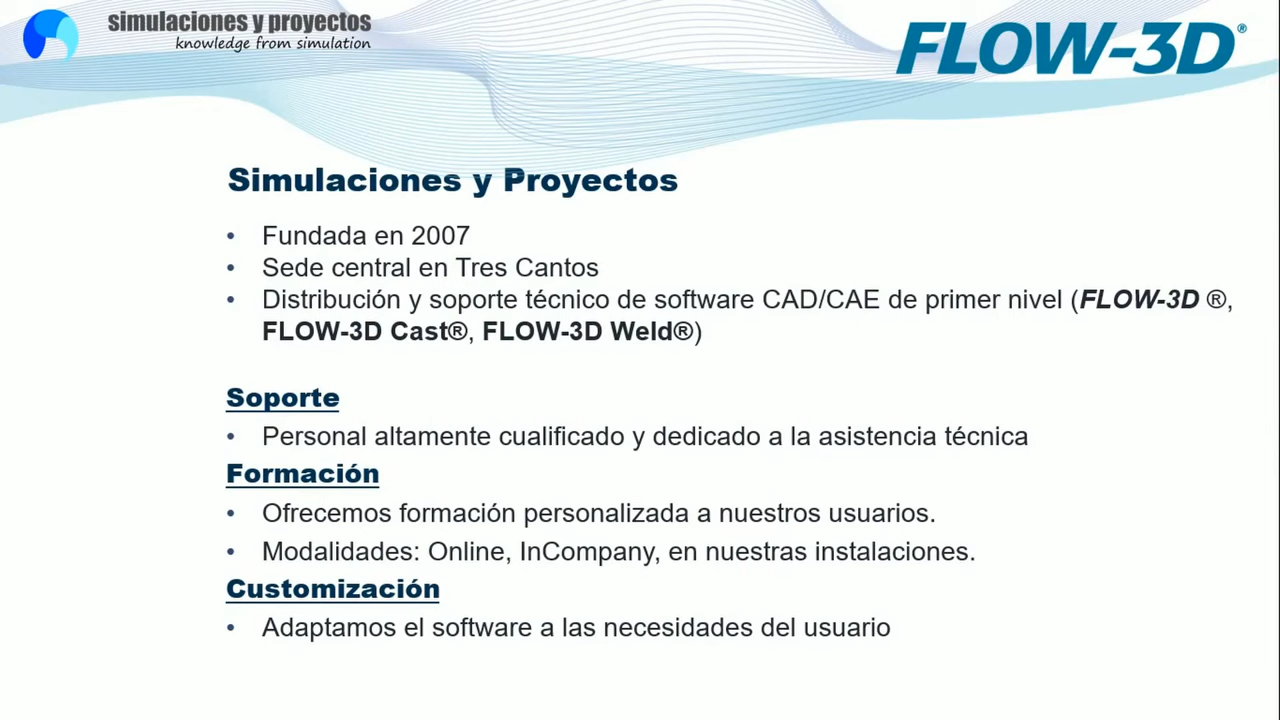 simulaciones y proyectos
knowledge from simulation
FLOW-3D®
Simulaciones y Proyectos
• Fundada en 2007
• Sede central en Tres Cantos
• Distribución y soporte técnico de software CAD/CAE de primer nivel (FLOW-3D ®,
FLOW-3D Cast®, FLOW-3D Weld®)
Soporte
• Personal altamente cualificado y dedicado a la asistencia técnica
Formación
• Ofrecemos formación personalizada a nuestros usuarios.
• Modalidades: Online, InCompany, en nuestras instalaciones.
Customización
• Adaptamos el software a las necesidades del usuario